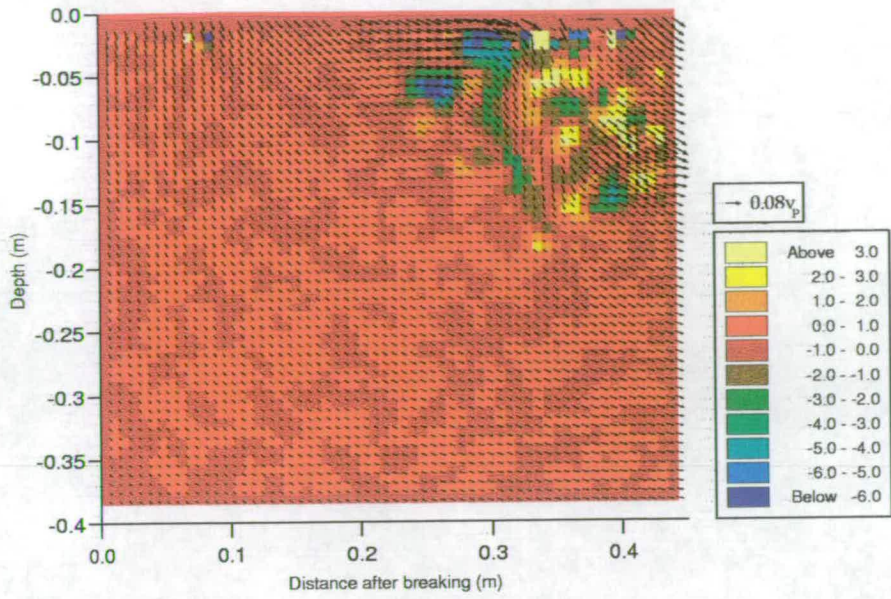 0.0
-0.05
-0.1
-0.15
-0.2
-0.25
-0.3
-0.35
-0.4
Depth (m)
0.0 0.1 0.2 0.3 0.4
Distance after breaking (m)
0.08vp
Above 3.0
2.0 - 3.0
1.0 - 2.0
0.0 - 1.0
-1.0 - 0.0
-2.0 - -1.0
-3.0 - -2.0
-4.0 - -3.0
-5.0 - -4.0
-6.0 - -5.0
Below -6.0